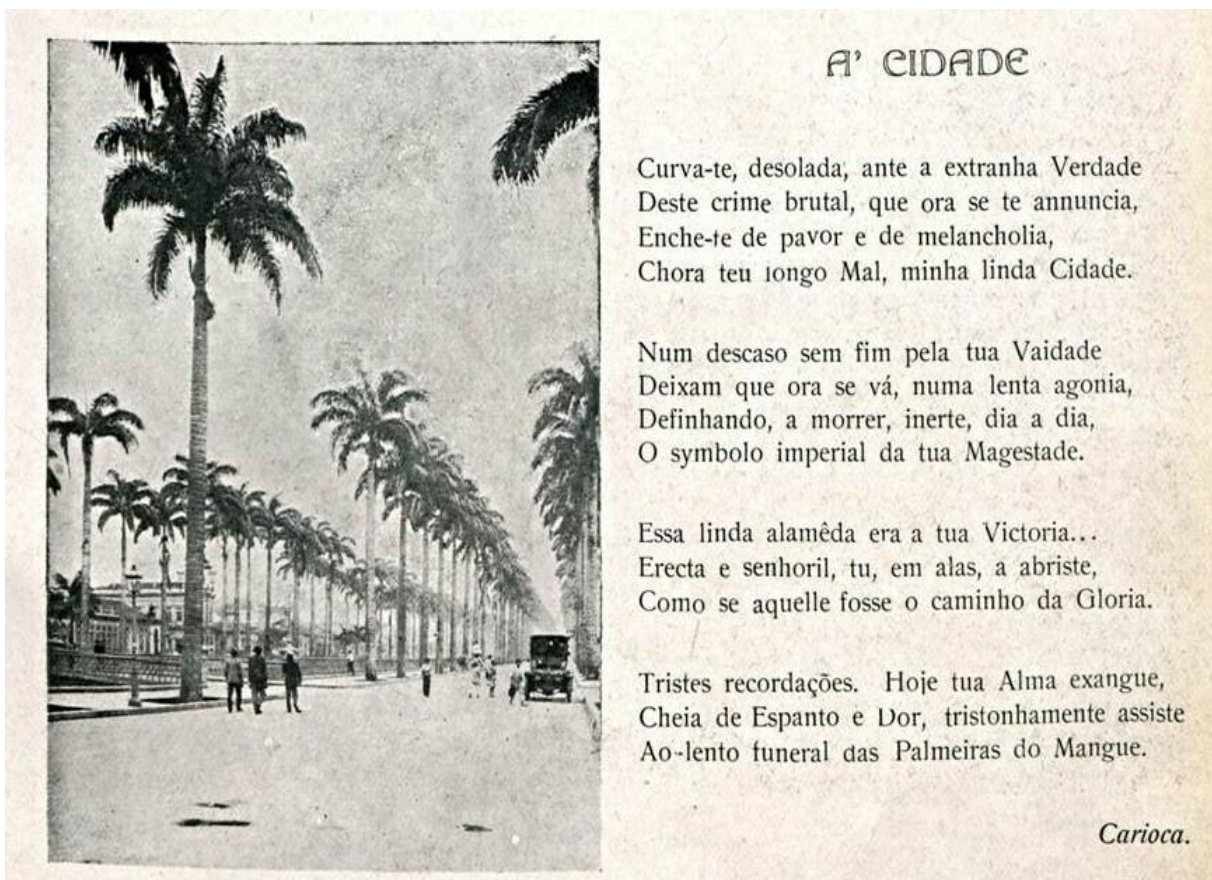 A' CIDADE
Curva-te, desolada, ante a extranha Verdade
Deste crime brutal, que ora se te annuncia,
Enche-te de pavor e de melancholia,
Chora teu longo Mal, minha linda Cidade.
Num descaso sem fim pela tua Vaidade
Deixam que ora se vá, numa lenta agonia,
Definhando, a morrer, inerte, dia a dia,
O symbolo imperial da tua Magestade.
Essa linda alamêda era a tua Victoria...
Erecta e senhoril, tu, em alas, a abriste,
Como se aquelle fosse o caminho da Gloria.
Tristes recordações. Hoje tua Alma exangue,
Cheia de Espanto e Dor, tristonhamente assiste
Ao-lento funeral das Palmeiras do Mangue.
Carioca.